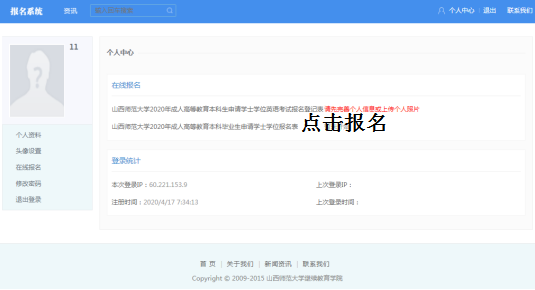 报名系统 资讯 个人中心 | 退出 联系我们
11
个人资料
头像设置
在线报名
修改密码
退出登录
个人中心
在线报名
山西师范大学2020年成人高等教育本科生申请学士学位英语考试报名登记表 请先完善个人信息或上传个人照片
山西师范大学2020年成人高等教育本科毕业生申请学士学位报名表
点击报名
登录统计
本次登录IP：60.221.153.9 上次登录IP：
注册时间：2020/4/17 7:34:13 上次登录时间：
首 页 | 关于我们 | 新闻资讯 | 联系我们
Copyright © 2009-2015 山西师范大学继续教育学院